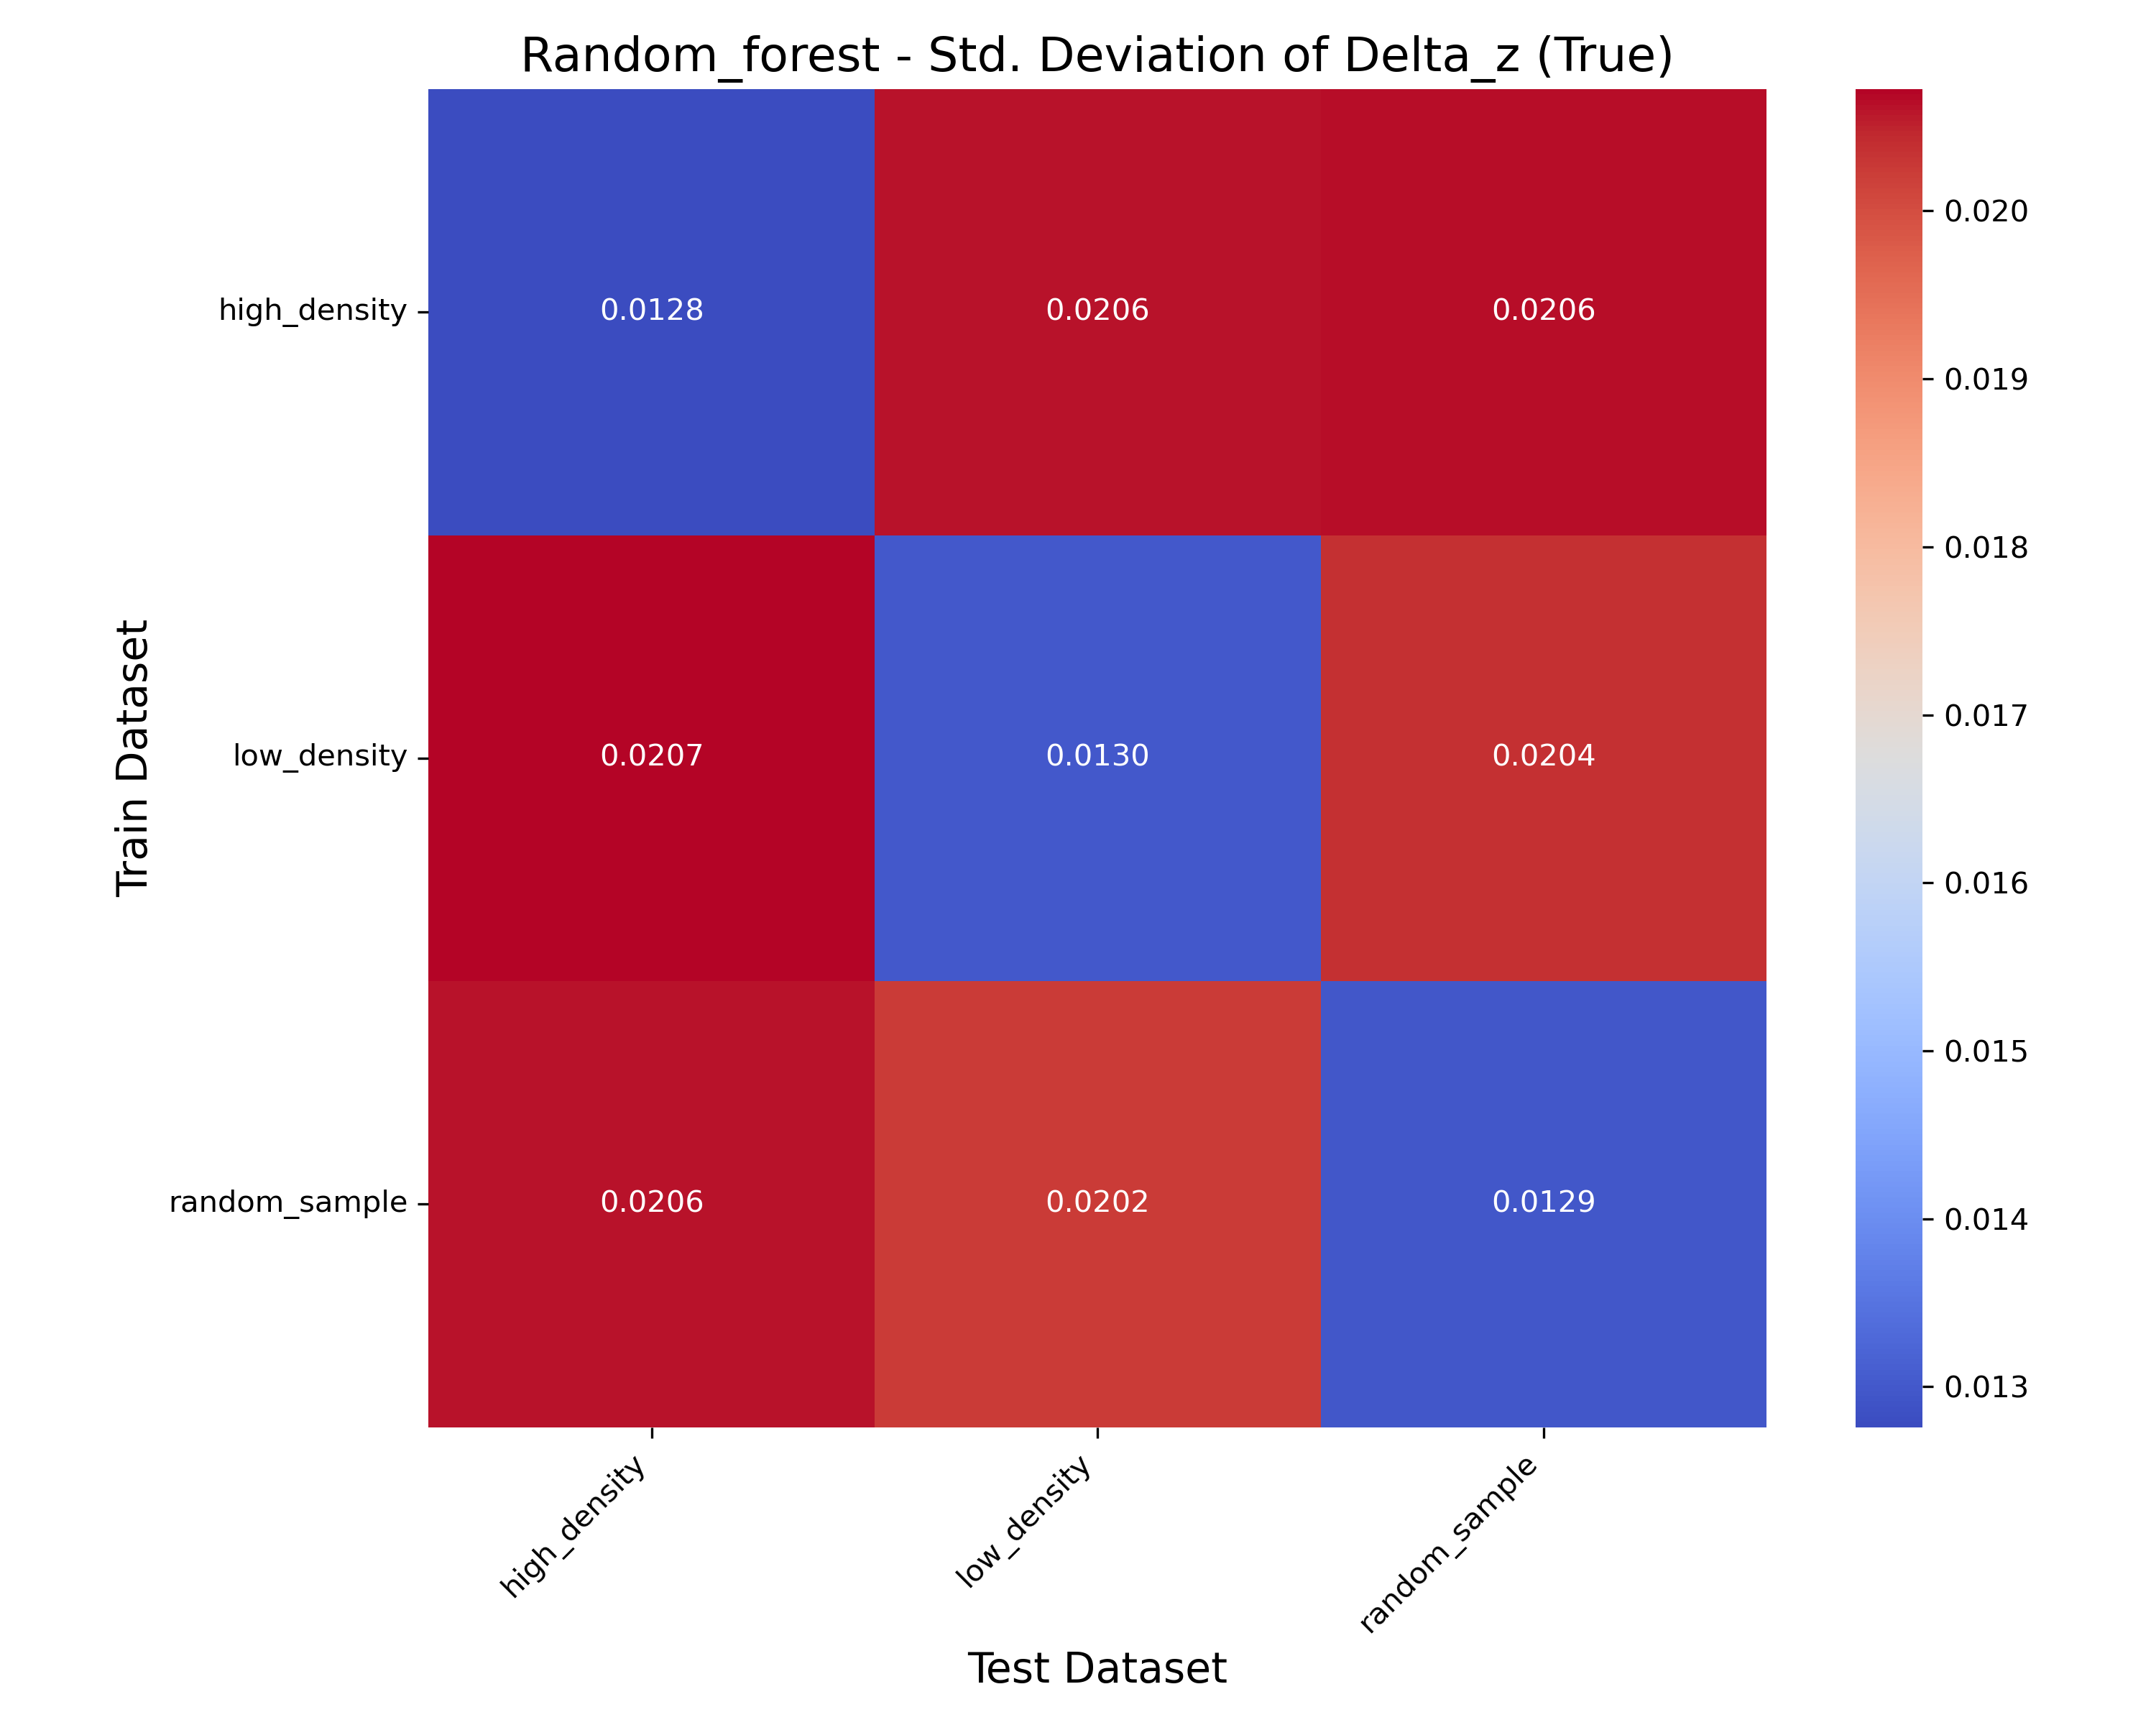 Random_forest - Std. Deviation of Delta_z (True)
Train Dataset
high_density
0.0128 0.0206 0.0206
low_density
0.0207 0.0130 0.0204
random_sample
0.0206 0.0202 0.0129
high_density
low_density
random_sample
Test Dataset
0.020
0.019
0.018
0.017
0.016
0.015
0.014
0.013